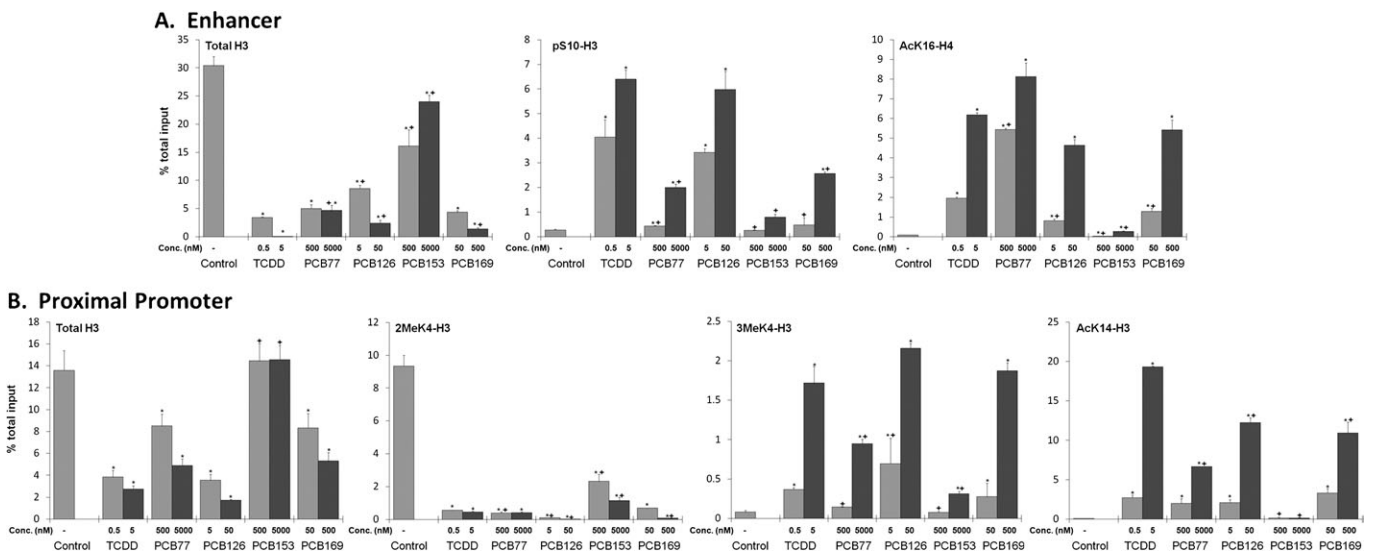 A. Enhancer
Total H3
35
30
25
20
15
10
5
0
% total input
Conc. (nM) - 0.5 5 500 5000 5 50 500 5000 50 500
Control TCDD PCB77 PCB126 PCB153 PCB169
pS10-H3
8
7
6
5
4
3
2
1
0
Conc. (nM) - 0.5 5 500 5000 5 50 500 5000 50 500
Control TCDD PCB77 PCB126 PCB153 PCB169
AcK16-H4
10
9
8
7
6
5
4
3
2
1
0
Conc. (nM) - 0.5 5 500 5000 5 50 500 5000 50 500
Control TCDD PCB77 PCB126 PCB153 PCB169
B. Proximal Promoter
Total H3
18
16
14
12
10
8
6
4
2
0
% total input
Conc. (nM) - 0.5 5 500 5000 5 50 500 5000 50 500
Control TCDD PCB77 PCB126 PCB153 PCB169
2MeK4-H3
12
10
8
6
4
2
0
Conc. (nM) - 0.5 5 500 5000 5 50 500 5000 50 500
Control TCDD PCB77 PCB126 PCB153 PCB169
3MeK4-H3
2.5
2
1.5
1
0.5
0
Conc. (nM) - 0.5 5 500 5000 5 50 500 5000 50 500
Control TCDD PCB77 PCB126 PCB153 PCB169
AcK14-H3
25
20
15
10
5
0
Conc. (nM) - 0.5 5 500 5000 5 50 500 5000 50 500
Control TCDD PCB77 PCB126 PCB153 PCB169